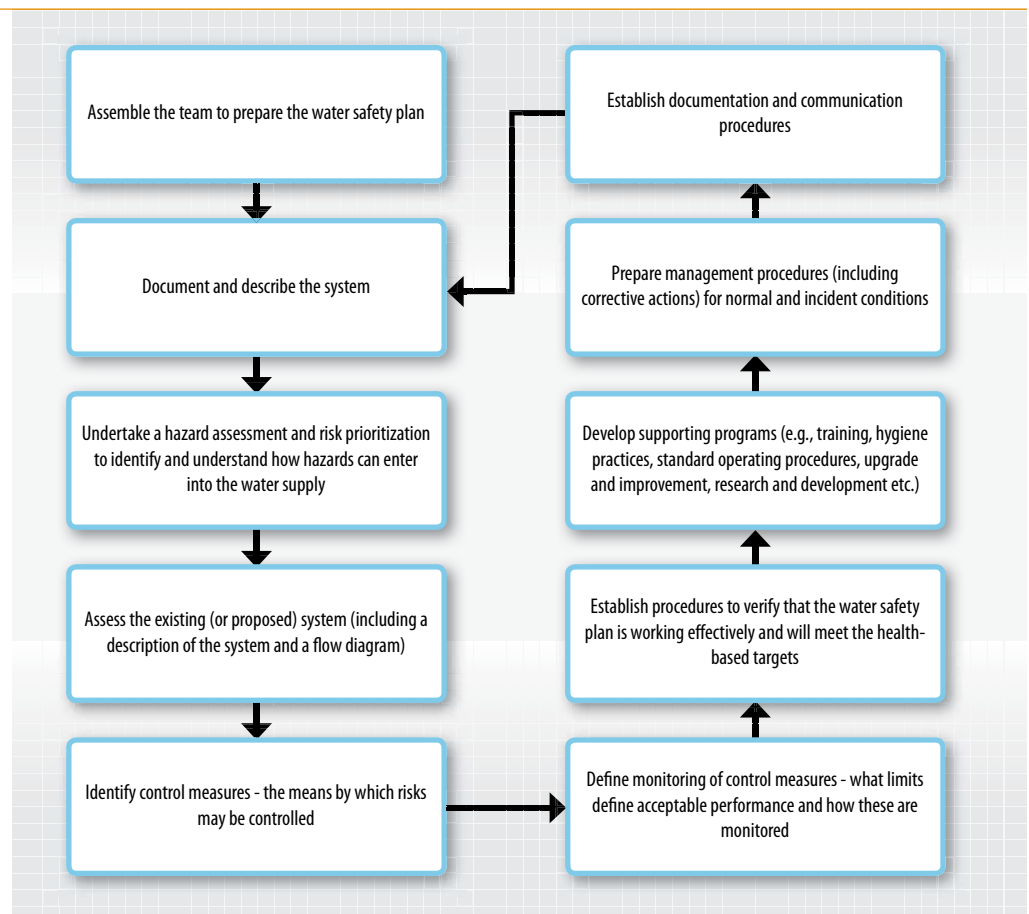 Assemble the team to prepare the water safety plan
Document and describe the system
Undertake a hazard assessment and risk prioritization
to identify and understand how hazards can enter
into the water supply
Assess the existing (or proposed) system (including a
description of the system and a flow diagram)
Identify control measures - the means by which risks
may be controlled
Define monitoring of control measures - what limits
define acceptable performance and how these are
monitored
Establish procedures to verify that the water safety
plan is working effectively and will meet the health-
based targets
Develop supporting programs (e.g., training, hygiene
practices, standard operating procedures, upgrade
and improvement, research and development etc.)
Prepare management procedures (including
corrective actions) for normal and incident conditions
Establish documentation and communication
procedures